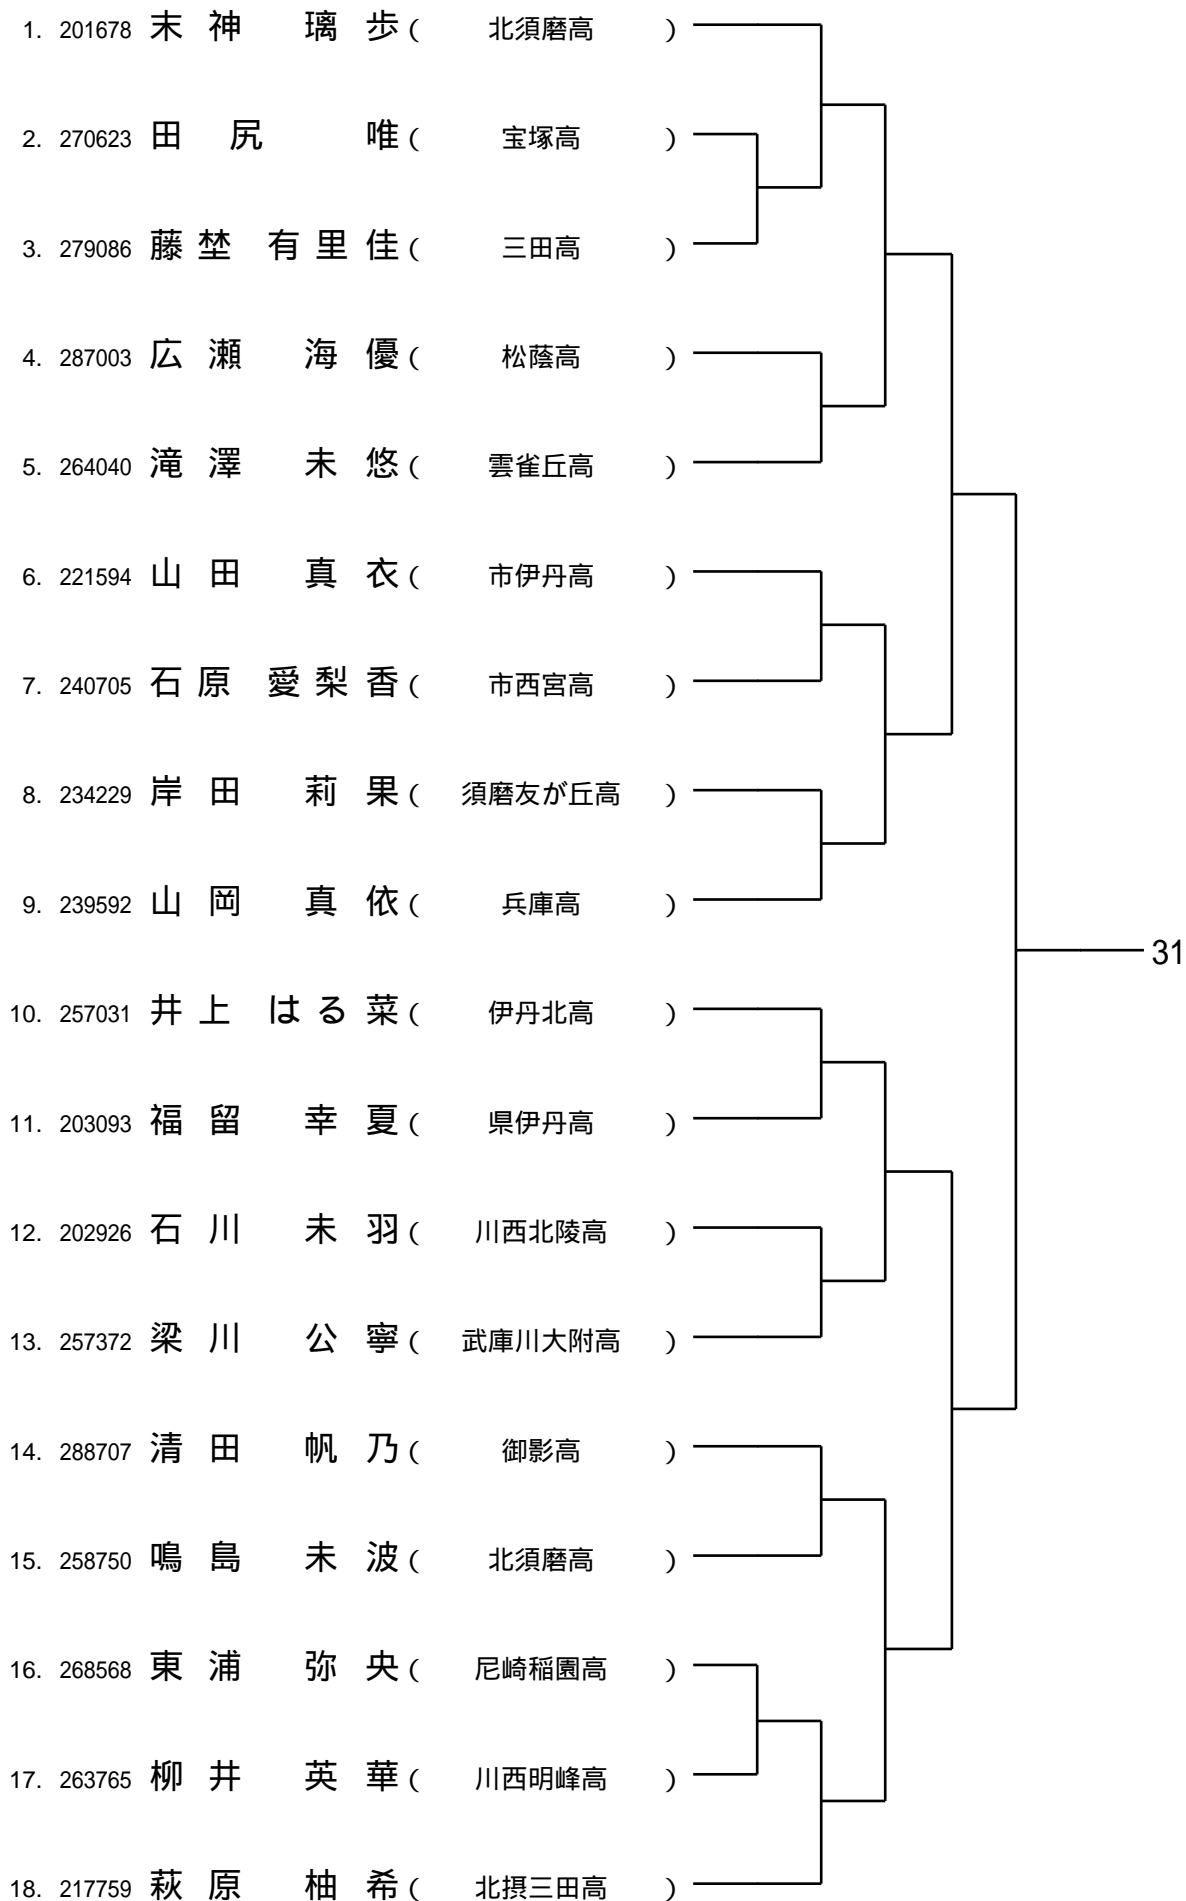 1. 201678 末神 璃歩 ( 北須磨高 )
2. 270623 田尻 唯 ( 宝塚高 )
3. 279086 藤埜 有里佳 ( 三田高 )
4. 287003 広瀬 海優 ( 松蔭高 )
5. 264040 滝澤 未悠 ( 雲雀丘高 )
6. 221594 山田 真衣 ( 市伊丹高 )
7. 240705 石原 愛梨香 ( 市西宮高 )
8. 234229 岸田 莉果 ( 須磨友が丘高 )
9. 239592 山岡 真依 ( 兵庫高 )
31
10. 257031 井上 はる菜 ( 伊丹北高 )
11. 203093 福留 幸夏 ( 県伊丹高 )
12. 202926 石川 未羽 ( 川西北陵高 )
13. 257372 梁川 公寧 ( 武庫川大附高 )
14. 288707 清田 帆乃 ( 御影高 )
15. 258750 鳴島 未波 ( 北須磨高 )
16. 268568 東浦 弥央 ( 尼崎稲園高 )
17. 263765 柳井 英華 ( 川西明峰高 )
18. 217759 萩原 柚希 ( 北摂三田高 )